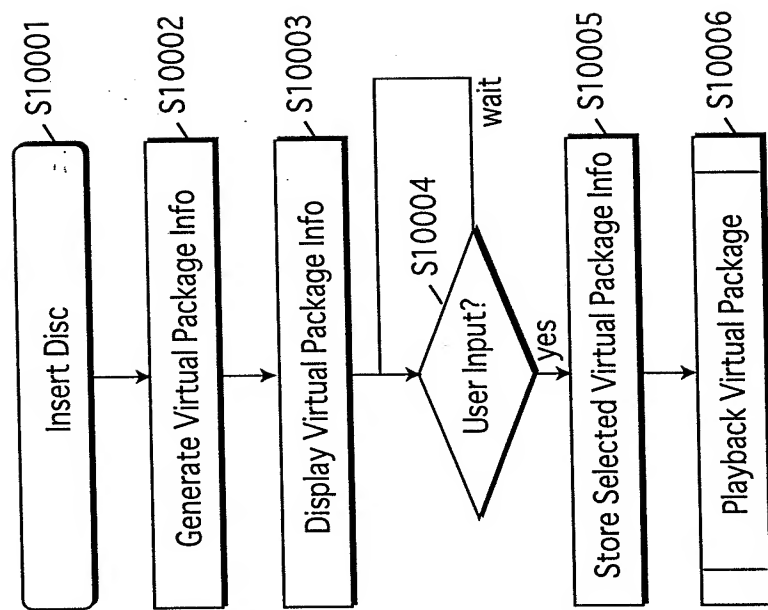 Insert Disc
S10001
Generate Virtual Package Info
S10002
Display Virtual Package Info
S10003
User Input?
S10004
wait
yes
Store Selected Virtual Package Info
S10005
Playback Virtual Package
S10006